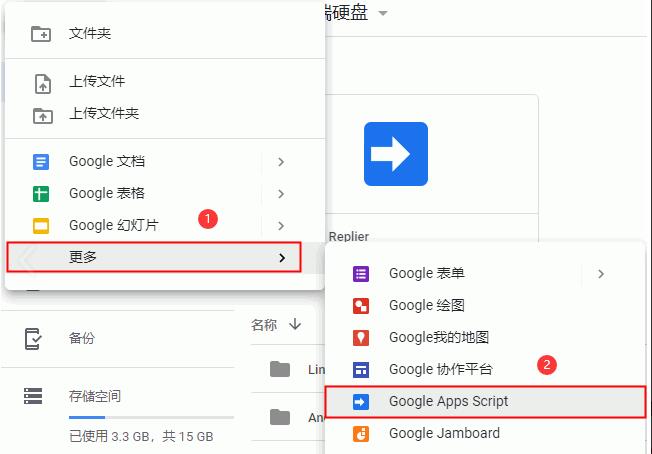 文件夹
上传文件
上传文件夹
Google 文档
Google 表格
Google 幻灯片
1
更多
端硬盘
Replier
Google 表单
Google 绘图
Google我的地图
Google 协作平台
2
Google Apps Script
Google Jamboard
备份
存储空间
已使用 3.3 GB，共 15 GB
名称
Lin